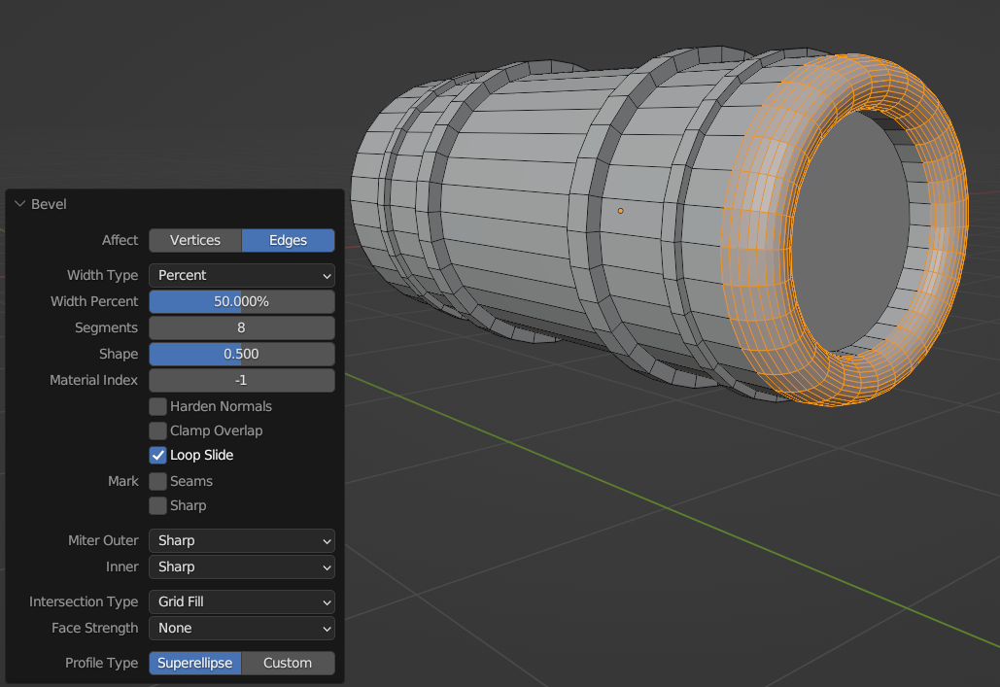 Bevel
Affect Vertices Edges
Width Type Percent
Width Percent 50.000%
Segments 8
Shape 0.500
Material Index -1
Harden Normals
Clamp Overlap
Loop Slide
Mark Seams
Sharp
Miter Outer Sharp
Inner Sharp
Intersection Type Grid Fill
Face Strength None
Profile Type Superellipse Custom